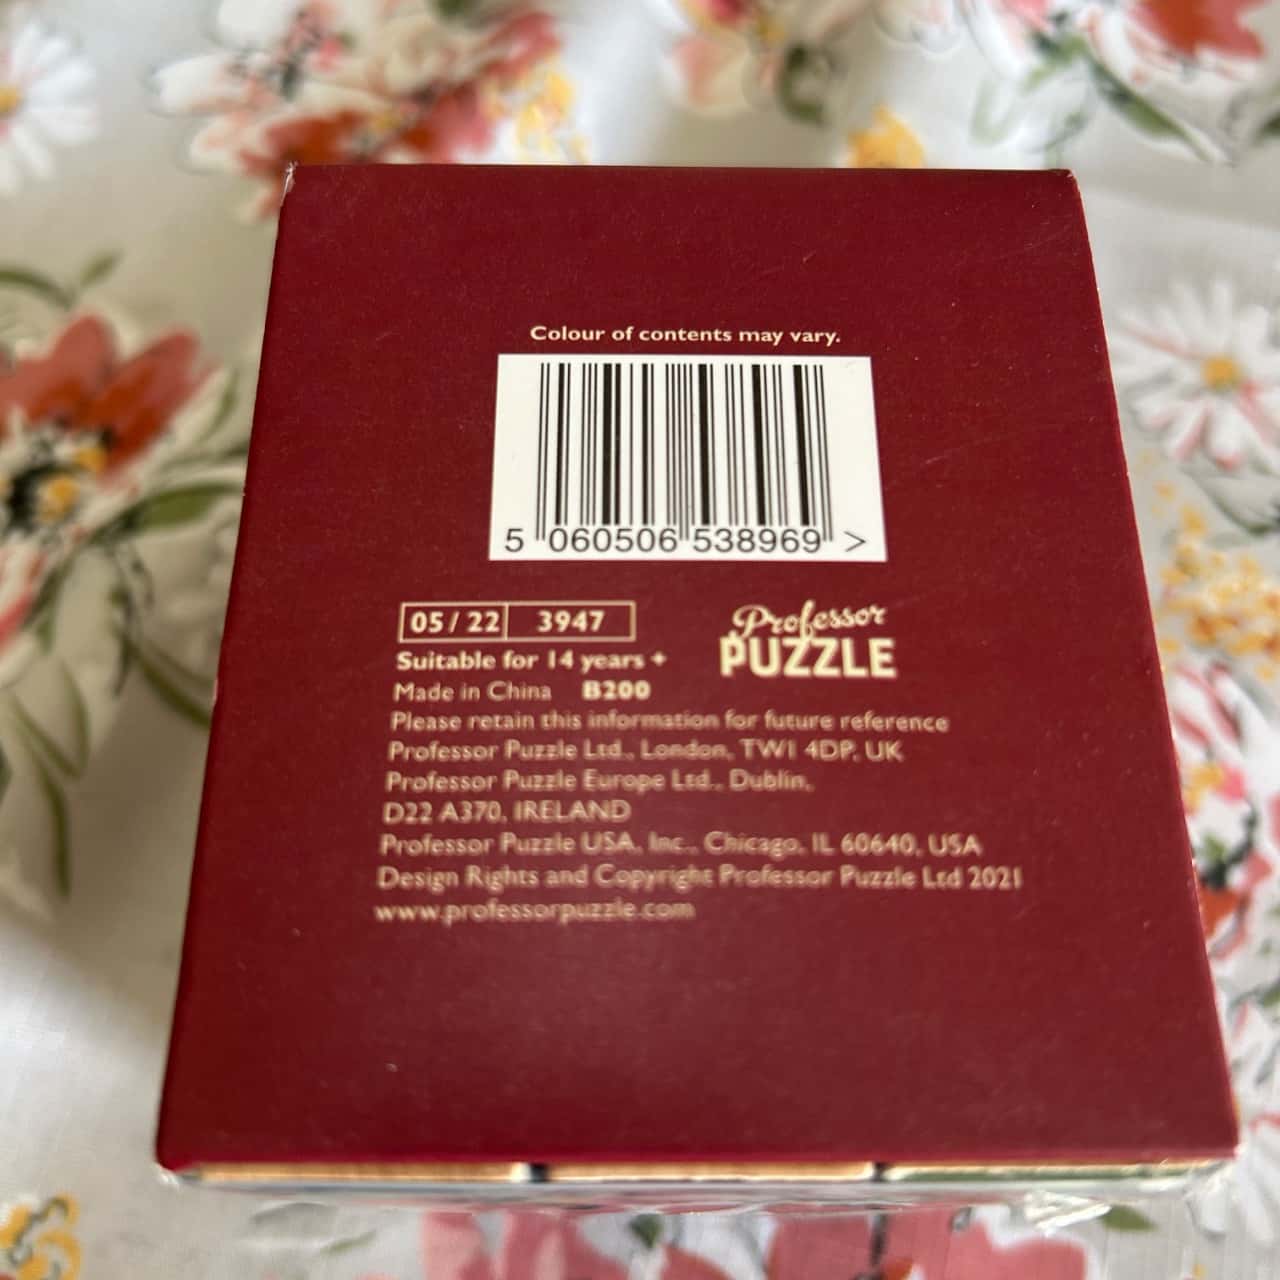 Colour of contents may vary.
5 060506 538969 >
05 / 22 3947
Professor
PUZZLE
Suitable for 14 years +
Made in China B200
Please retain this information for future reference
Professor Puzzle Ltd., London, TW1 4DP, UK
Professor Puzzle Europe Ltd., Dublin,
D22 A370, IRELAND
Professor Puzzle USA, Inc., Chicago, IL 60640, USA
Design Rights and Copyright Professor Puzzle Ltd 2021
www.professorpuzzle.com